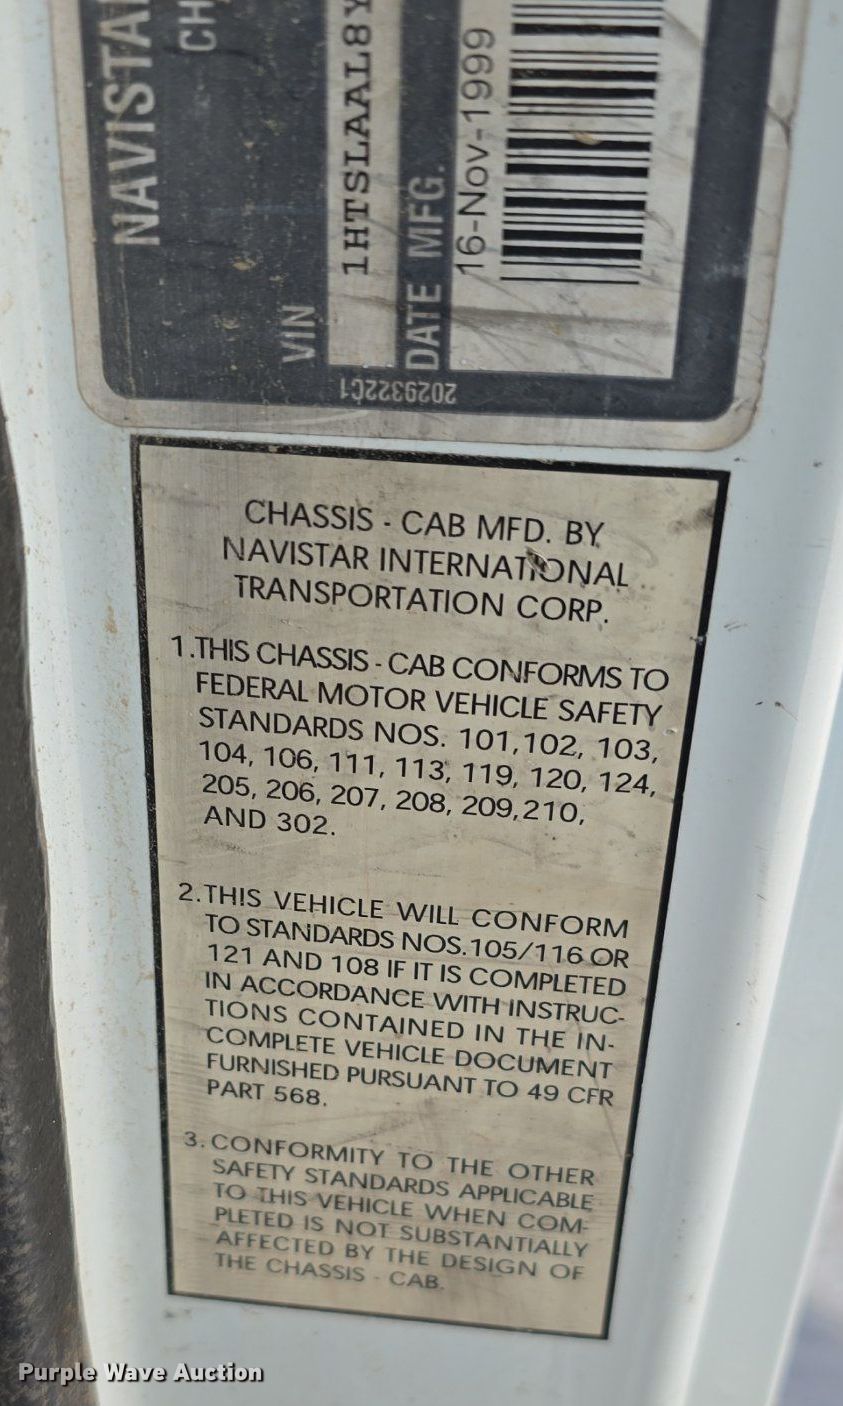 NAVISTA
CH
VIN
1HTSLAAL8Y
DATE MFG.
16-Nov-1999
2029322C1
CHASSIS - CAB MFD. BY
NAVISTAR INTERNATIONAL
TRANSPORTATION CORP.
1.THIS CHASSIS - CAB CONFORMS TO
FEDERAL MOTOR VEHICLE SAFETY
STANDARDS NOS. 101,102, 103,
104, 106, 111, 113, 119, 120, 124,
205, 206, 207, 208, 209,210,
AND 302.
2.THIS VEHICLE WILL CONFORM
TO STANDARDS NOS.105/116 OR
121 AND 108 IF IT IS COMPLETED
IN ACCORDANCE WITH INSTRUC-
TIONS CONTAINED IN THE IN-
COMPLETE VEHICLE DOCUMENT
FURNISHED PURSUANT TO 49 CFR
PART 568.
3. CONFORMITY TO THE OTHER
SAFETY STANDARDS APPLICABLE
TO THIS VEHICLE WHEN COM-
PLETED IS NOT SUBSTANTIALLY
AFFECTED BY THE DESIGN OF
THE CHASSIS - CAB.
Purple Wave Auction